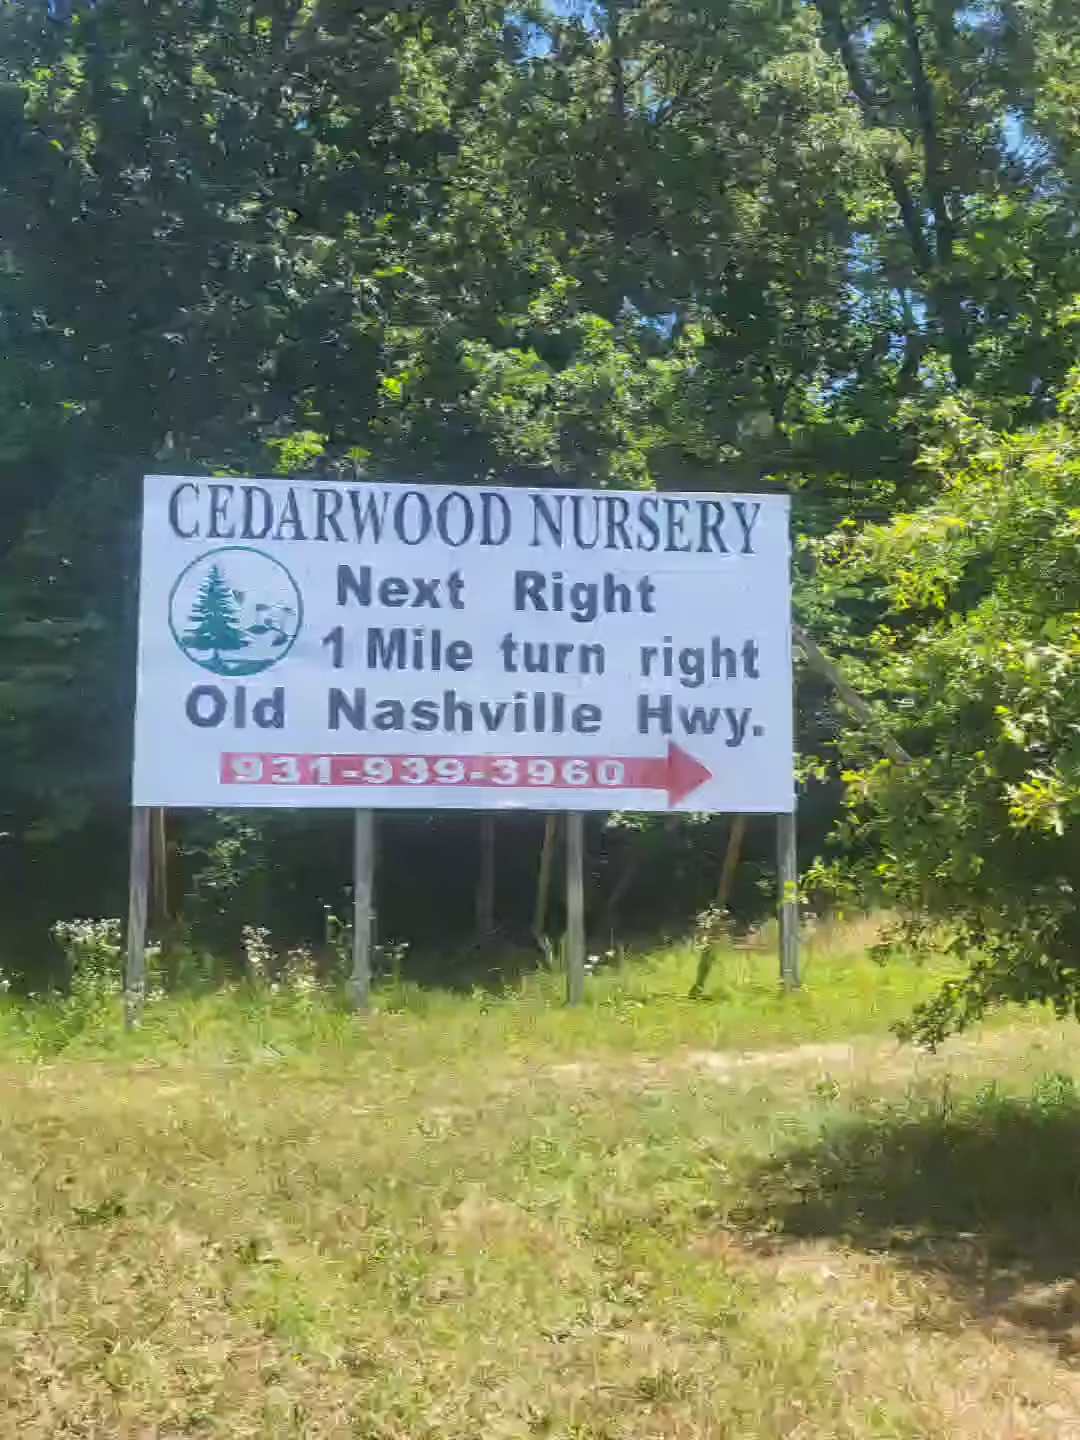 CEDARWOOD NURSERY
Next Right
1 Mile turn right
Old Nashville Hwy.
931-939-3960